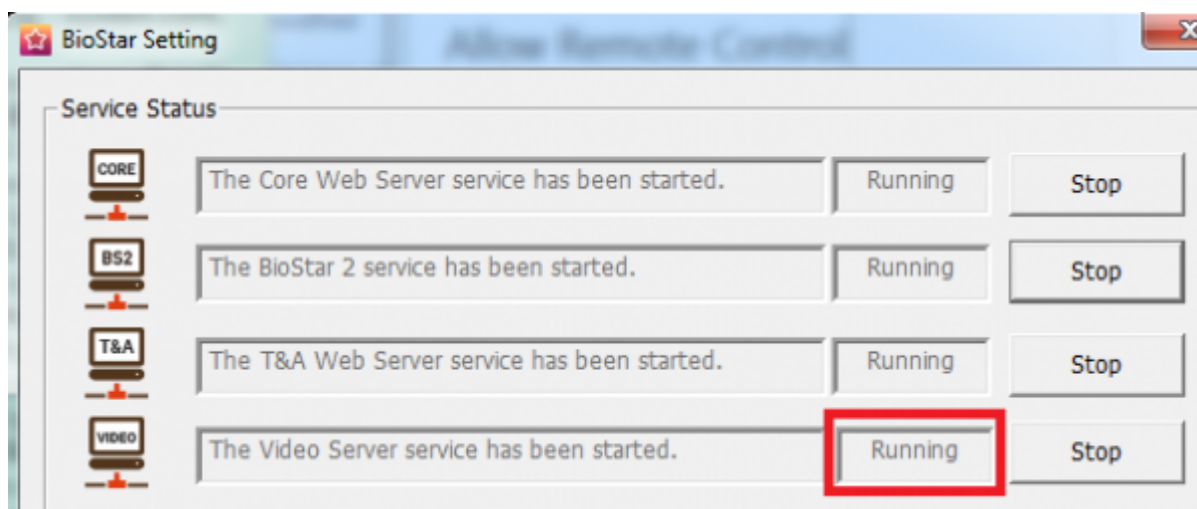 BioStar Setting
Allow Remote Control
Service Status
CORE
The Core Web Server service has been started. Running Stop
BS2
The BioStar 2 service has been started. Running Stop
T&A
The T&A Web Server service has been started. Running Stop
VIDEO
The Video Server service has been started. Running Stop